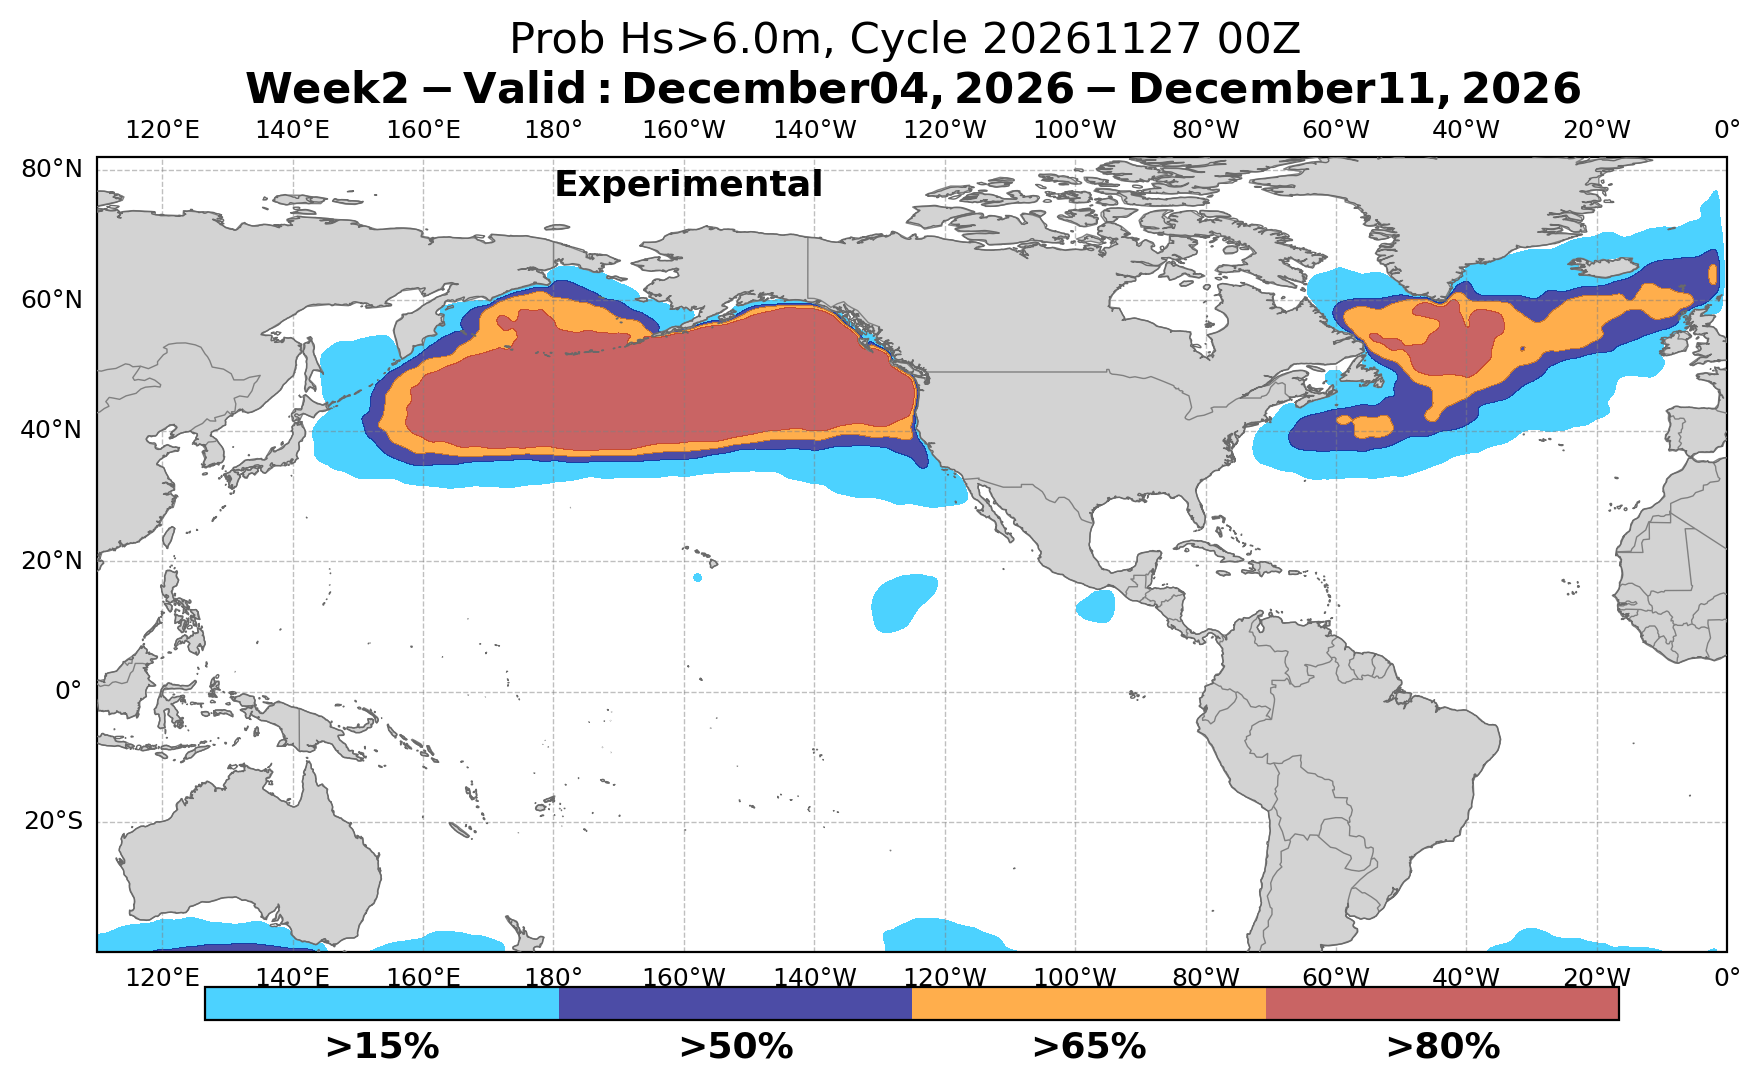 Prob Hs>6.0m, Cycle 20261127 00Z
Week2 − Valid : December04, 2026 − December11, 2026
120°E 140°E 160°E 180° 160°W 140°W 120°W 100°W 80°W 60°W 40°W 20°W 0°
80°N
Experimental
60°N
40°N
20°N
0°
20°S
120°E 140°E 160°E 180° 160°W 140°W 120°W 100°W 80°W 60°W 40°W 20°W 0°
>15% >50% >65% >80%